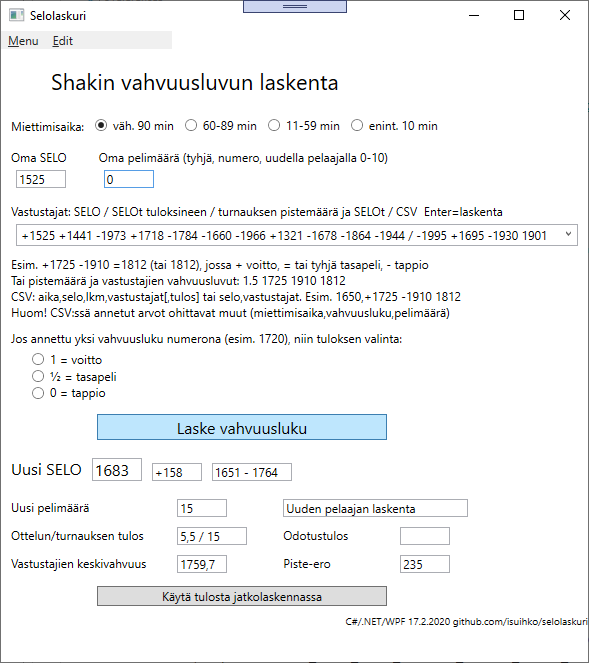 Selolaskuri
Menu Edit
Shakin vahvuusluvun laskenta
Miettimisaika: väh. 90 min 60-89 min 11-59 min enint. 10 min
Oma SELO Oma pelimäärä (tyhjä, numero, uudella pelaajalla 0-10)
1525 0
Vastustajat: SELO / SELOt tuloksineen / turnauksen pistemäärä ja SELOt / CSV Enter=laskenta
+1525 +1441 -1973 +1718 -1784 -1660 -1966 +1321 -1678 -1864 -1944 / -1995 +1695 -1930 1901
Esim. +1725 -1910 =1812 (tai 1812), jossa + voitto, = tai tyhjä tasapeli, - tappio
Tai pistemäärä ja vastustajien vahvuusluvut: 1.5 1725 1910 1812
CSV: aika,selo,lkm,vastustajat[,tulos] tai selo,vastustajat. Esim. 1650,+1725 -1910 1812
Huom! CSV:ssä annetut arvot ohittavat muut (miettimisaika,vahvuusluku,pelimäärä)
Jos annettu yksi vahvuusluku numerona (esim. 1720), niin tuloksen valinta:
1 = voitto
½ = tasapeli
0 = tappio
Laske vahvuusluku
Uusi SELO 1683 +158 1651 - 1764
Uusi pelimäärä 15 Uuden pelaajan laskenta
Ottelun/turnauksen tulos 5,5 / 15 Odotustulos
Vastustajien keskivahvuus 1759,7 Piste-ero 235
Käytä tulosta jatkolaskennassa
C#/.NET/WPF 17.2.2020 github.com/isuihko/selolaskuri